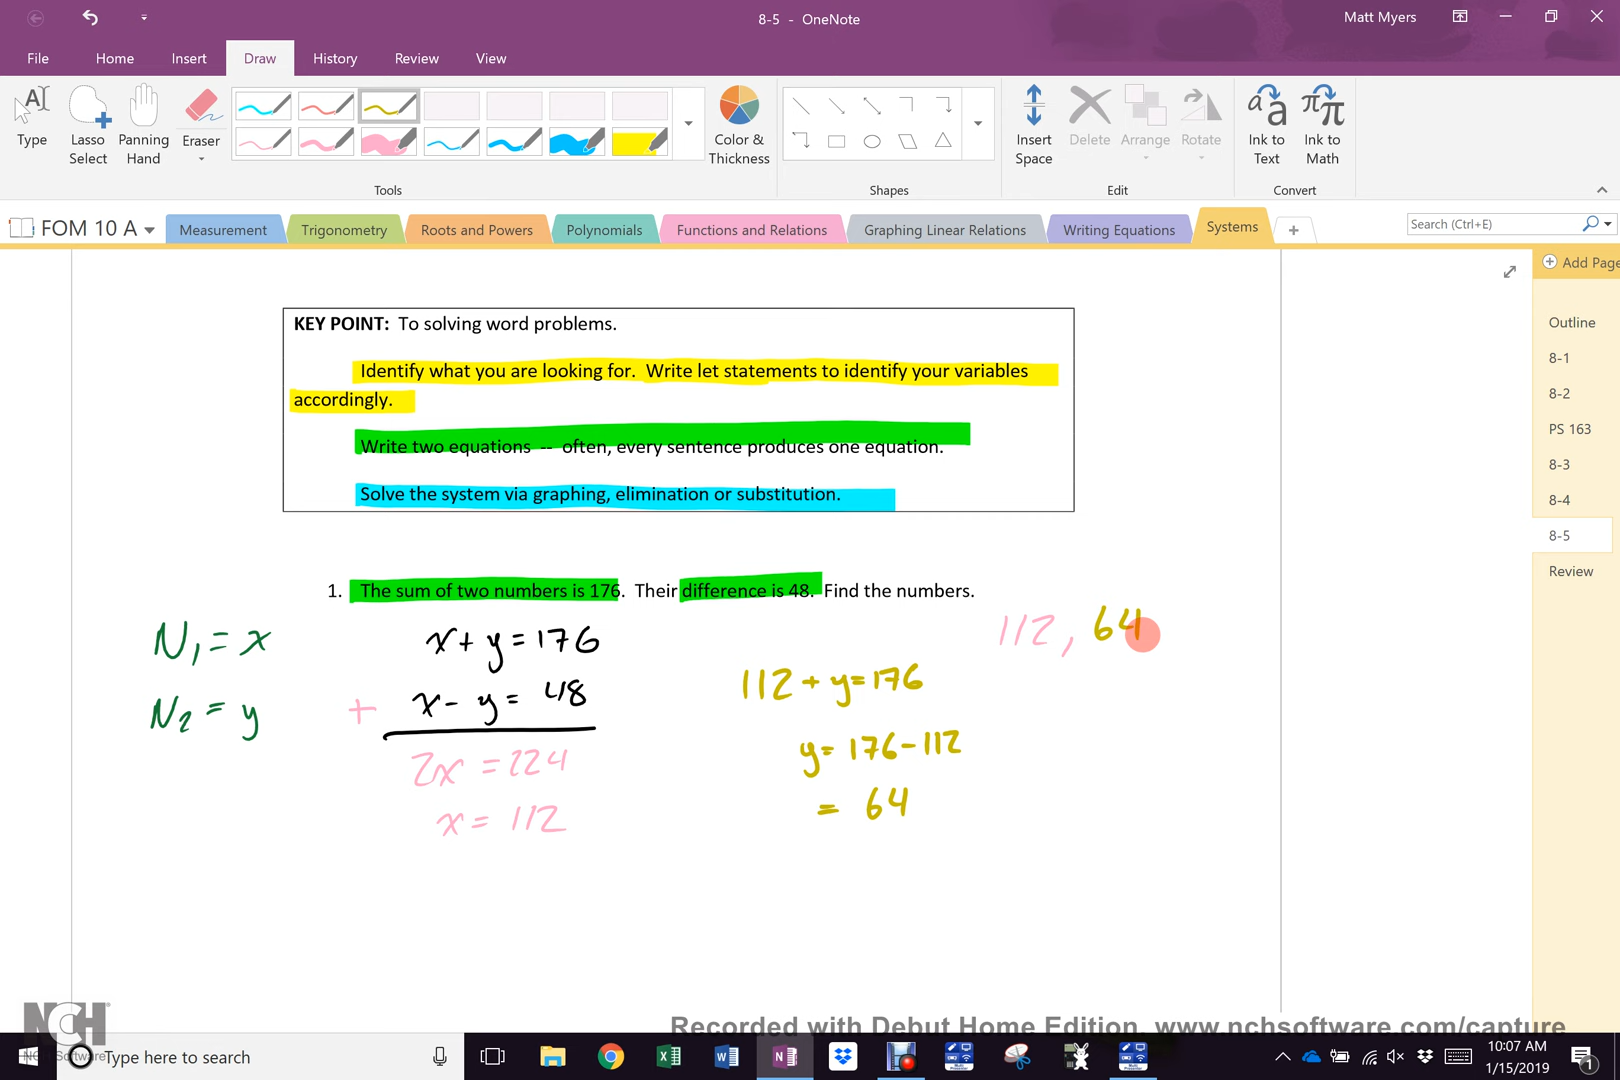 8-5 - OneNote
Matt Myers
File Home Insert Draw History Review View
Type
Lasso Select
Panning Hand
Eraser
Color & Thickness
Insert Space
Delete
Arrange
Rotate
Ink to Text
Ink to Math
Tools
Shapes
Edit
Convert
FOM 10 A
Measurement
Trigonometry
Roots and Powers
Polynomials
Functions and Relations
Graphing Linear Relations
Writing Equations
Systems
Search (Ctrl+E)
Add Page
Outline
8-1
8-2
PS 163
8-3
8-4
8-5
Review
KEY POINT: To solving word problems.
Identify what you are looking for. Write let statements to identify your variables
accordingly.
Write two equations -- often, every sentence produces one equation.
Solve the system via graphing, elimination or substitution.
1. The sum of two numbers is 176. Their difference is 48. Find the numbers.
N₁ = x
N₂ = y
x + y = 176
+ x - y = 48
2x = 224
x = 112
112 + y = 176
y = 176 - 112
= 64
112, 64
NCH
NCH Software
Recorded with Debut Home Edition. www.nchsoftware.com/capture
Type here to search
10:07 AM
1/15/2019